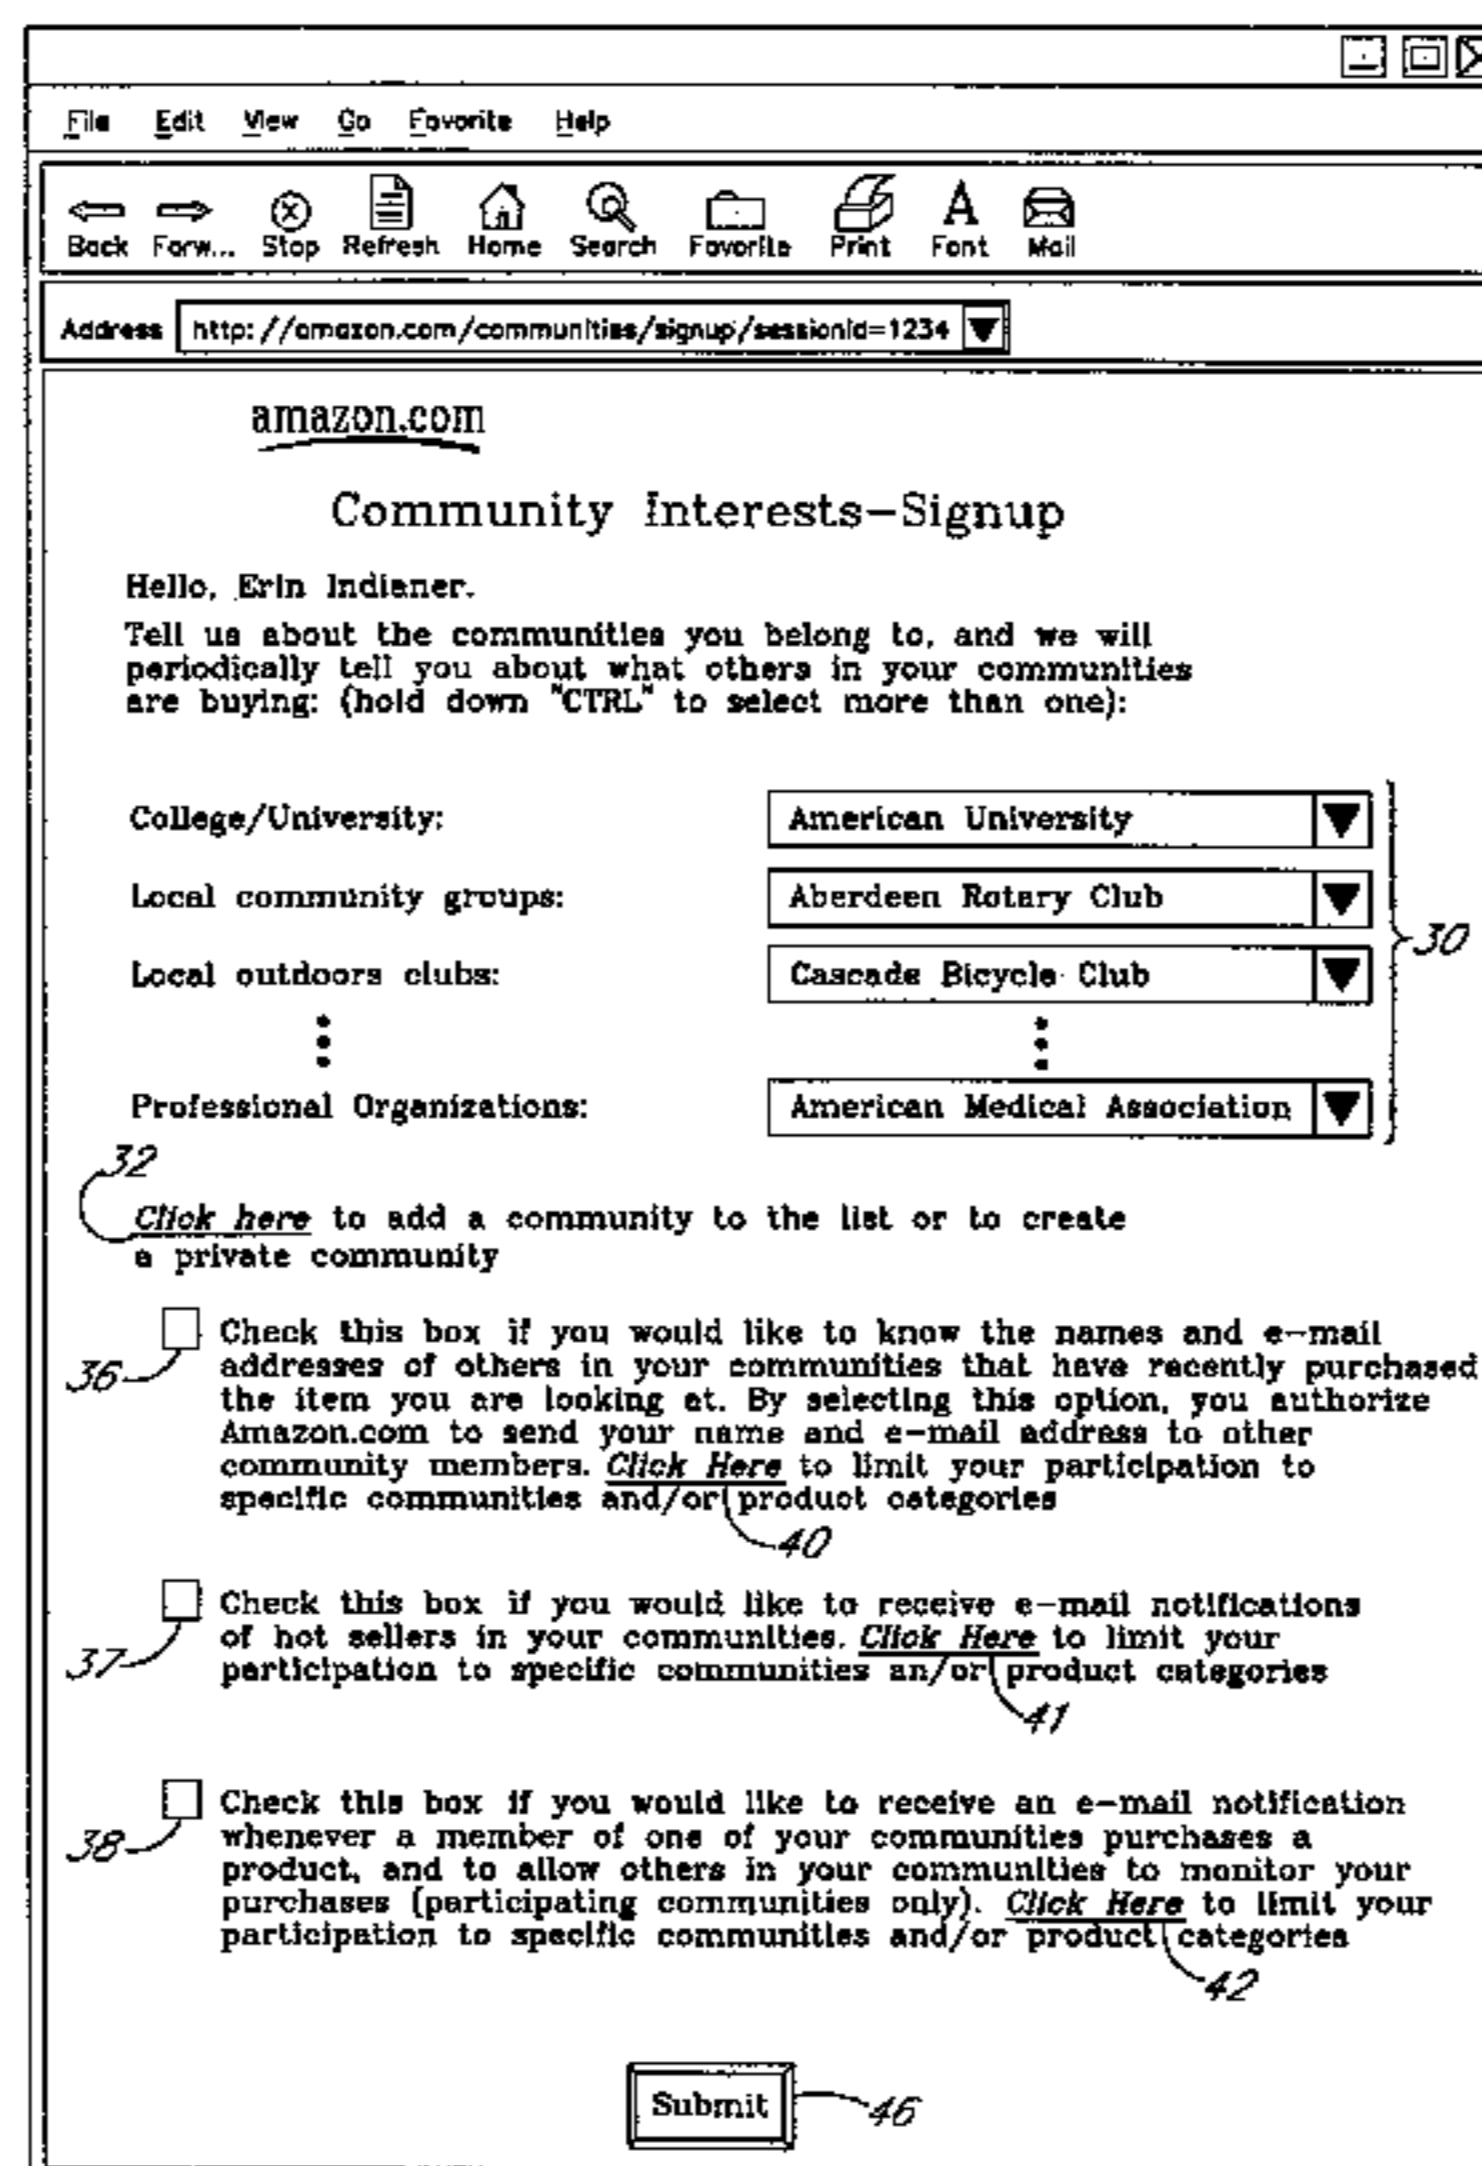 File Edit View Go Favorite Help
Back Forw... Stop Refresh Home Search Favorite Print Font Mail
Address http://amazon.com/communities/signup/sessionid=1234
amazon.com
Community Interests-Signup
Hello, Erin Indianer.
Tell us about the communities you belong to, and we will
periodically tell you about what others in your communities
are buying: (hold down "CTRL" to select more than one):
College/University: American University
Local community groups: Aberdeen Rotary Club
30
Local outdoors clubs: Cascade Bicycle Club
Professional Organizations: American Medical Association
32
Click here to add a community to the list or to create
a private community
Check this box if you would like to know the names and e-mail
36 addresses of others in your communities that have recently purchased
the item you are looking at. By selecting this option, you authorize
Amazon.com to send your name and e-mail address to other
community members. Click Here to limit your participation to
specific communities and/or product categories
40
Check this box if you would like to receive e-mail notifications
of hot sellers in your communities. Click Here to limit your
37 participation to specific communities an/or product categories
41
Check this box if you would like to receive an e-mail notification
38 whenever a member of one of your communities purchases a
product, and to allow others in your communities to monitor your
purchases (participating communities only). Click Here to limit your
participation to specific communities and/or product categories
42
Submit 46